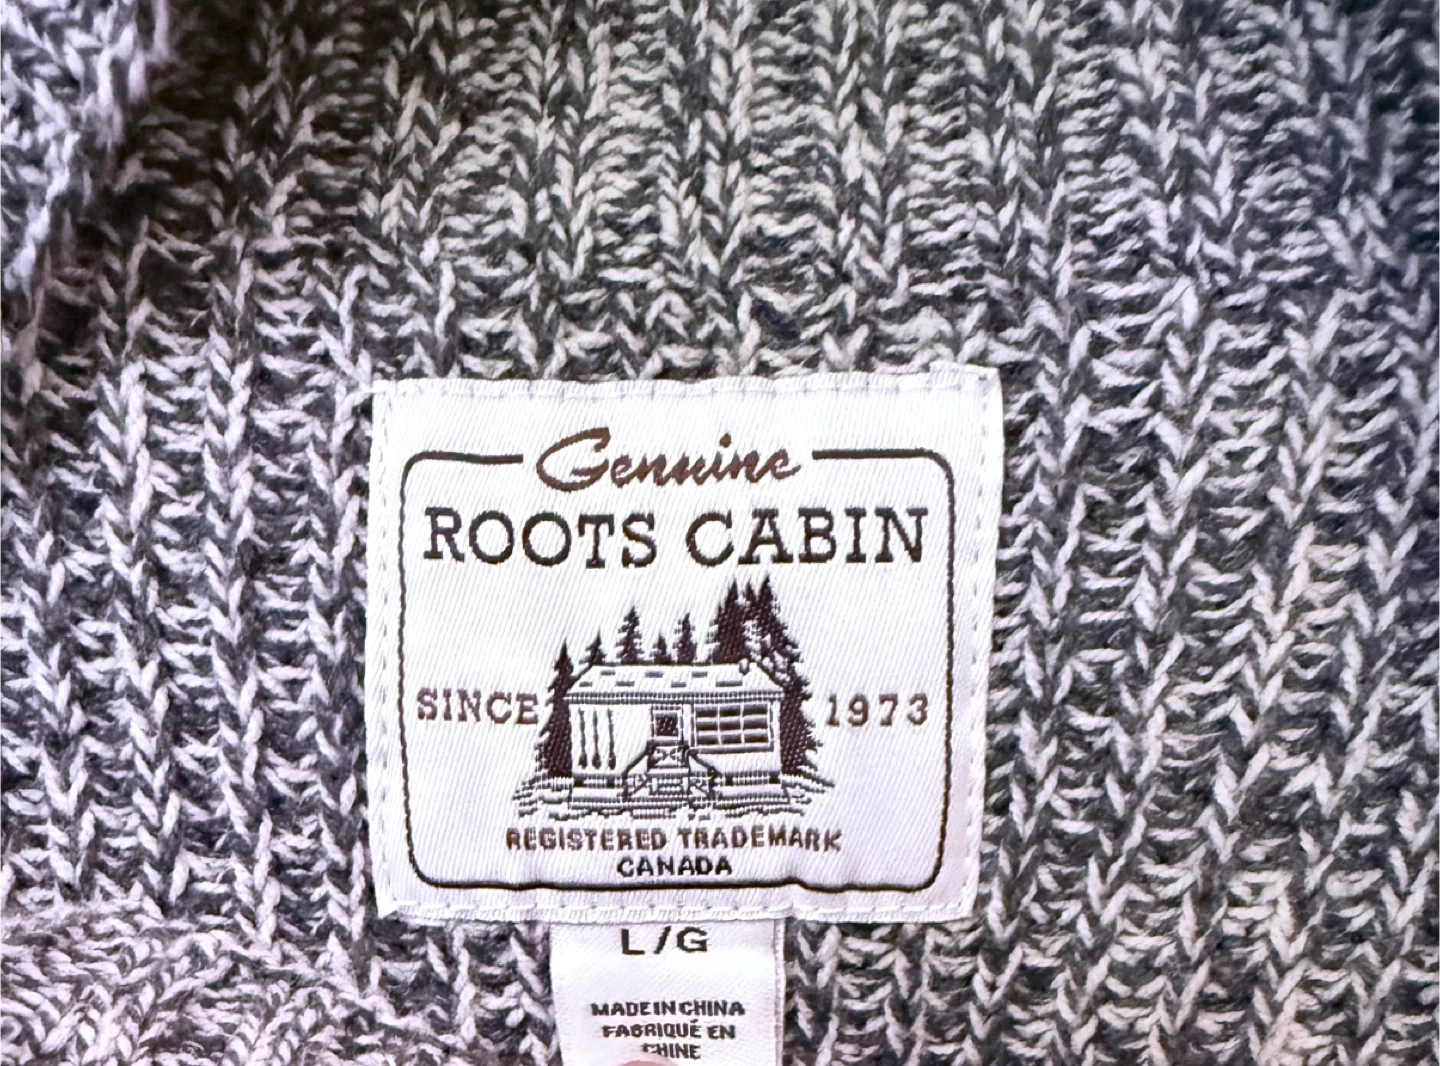 Genuine
ROOTS CABIN
SINCE 1973
REGISTERED TRADEMARK
CANADA
L/G
MADE IN CHINA
FABRIQUÉ EN
CHINE